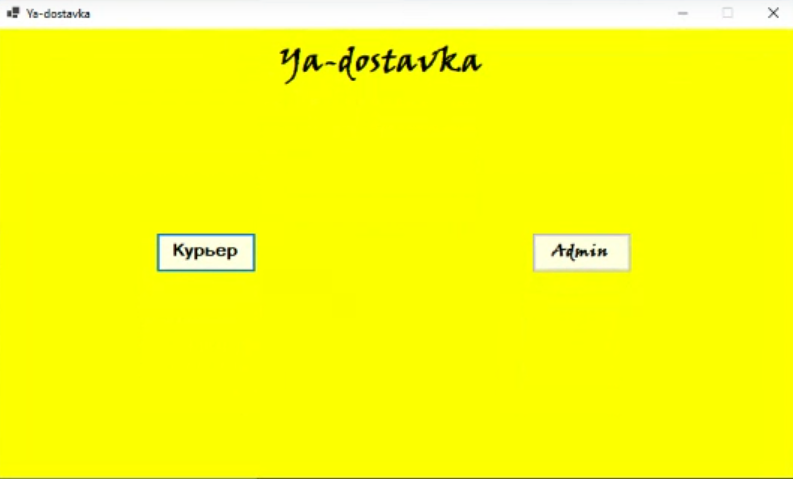 Ya-dostavka
Ya-dostavka
Курьер
Admin